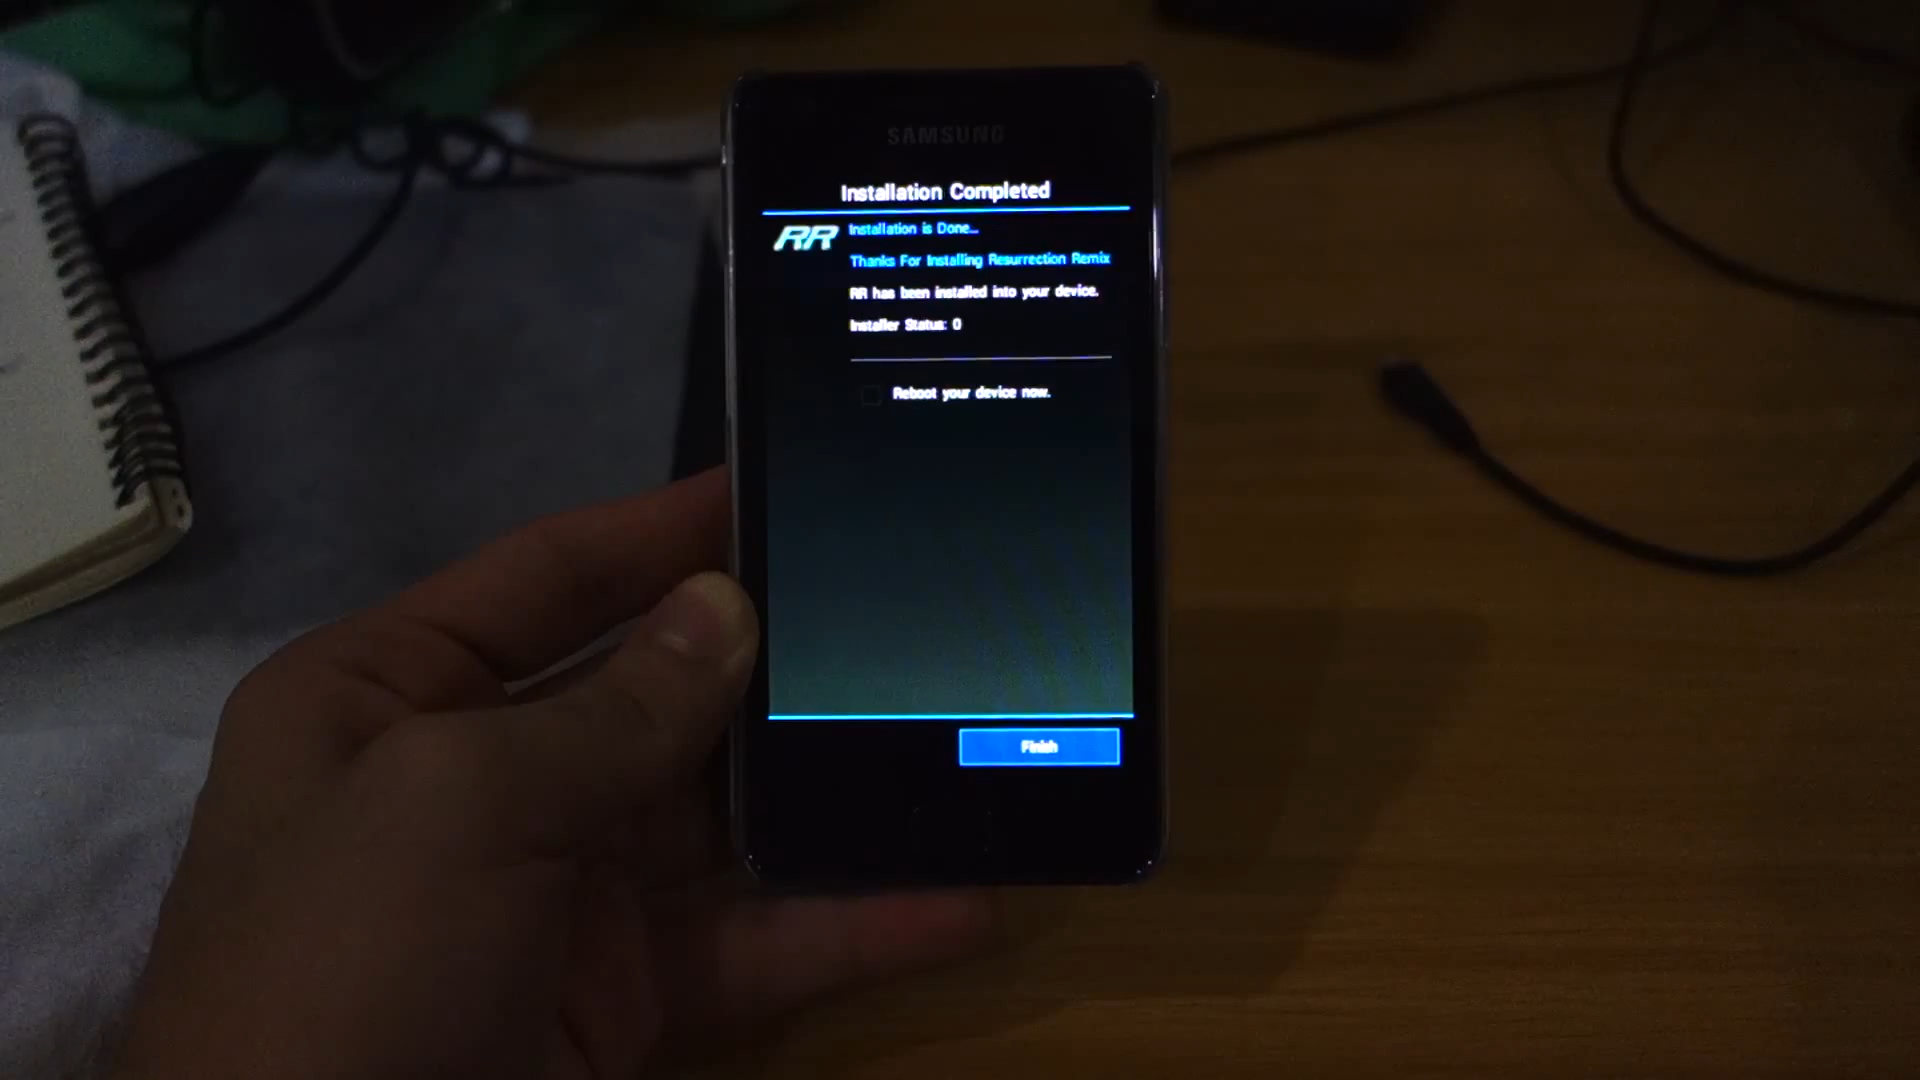 SAMSUNG
Installation Completed
RR
Installation is Done...
Thanks For Installing Resurrection Remix
RR has been installed into your device.
Installer Status: 0
Reboot your device now.
Finish